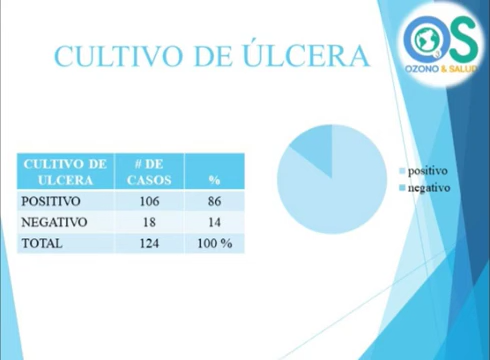 CULTIVO DE ÚLCERA
OS
OZONO & SALUD
CULTIVO DE ULCERA # DE CASOS %
POSITIVO 106 86
NEGATIVO 18 14
TOTAL 124 100 %
positivo
negativo